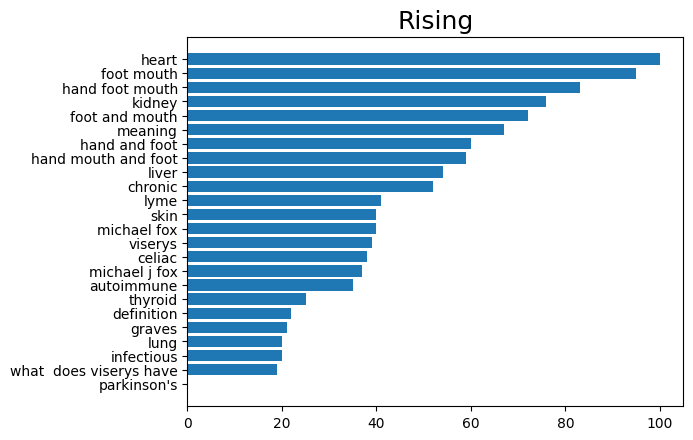 Rising
heart
foot mouth
hand foot mouth
kidney
foot and mouth
meaning
hand and foot
hand mouth and foot
liver
chronic
lyme
skin
michael fox
viserys
celiac
michael j fox
autoimmune
thyroid
definition
graves
lung
infectious
what  does viserys have
parkinson's
0 20 40 60 80 100